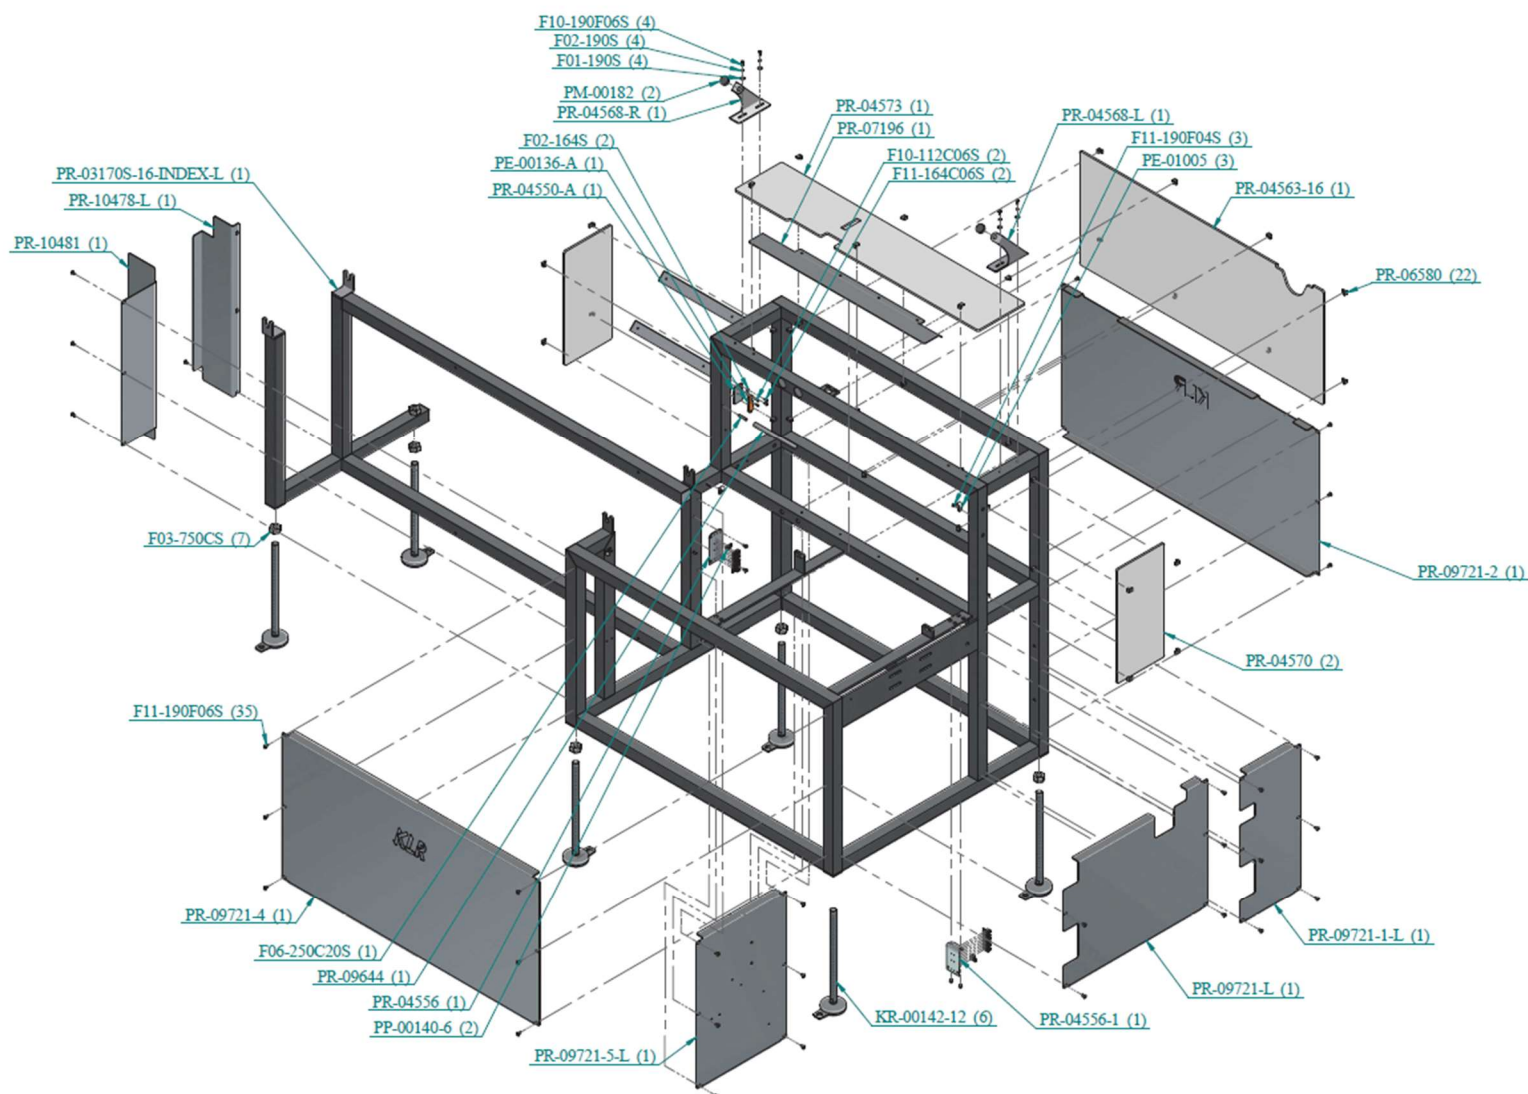 F10-190F06S (4)
F02-190S (4)
F01-190S (4)
PM-00182 (2)
PR-04568-R (1)
PR-04573 (1)
PR-07196 (1)
PR-04568-L (1)
F11-190F04S (3)
PE-01005 (3)
F02-164S (2)
PE-00136-A (1)
PR-04550-A (1)
F10-112C06S (2)
F11-164C06S (2)
PR-04563-16 (1)
PR-03170S-16-INDEX-L (1)
PR-10478-L (1)
PR-10481 (1)
PR-06580 (22)
KLR
F03-750CS (7)
PR-09721-2 (1)
PR-04570 (2)
F11-190F06S (35)
KLR
PR-09721-4 (1)
F06-250C20S (1)
PR-09644 (1)
PR-04556 (1)
PP-00140-6 (2)
PR-09721-5-L (1)
KR-00142-12 (6)
PR-04556-1 (1)
PR-09721-L (1)
PR-09721-1-L (1)